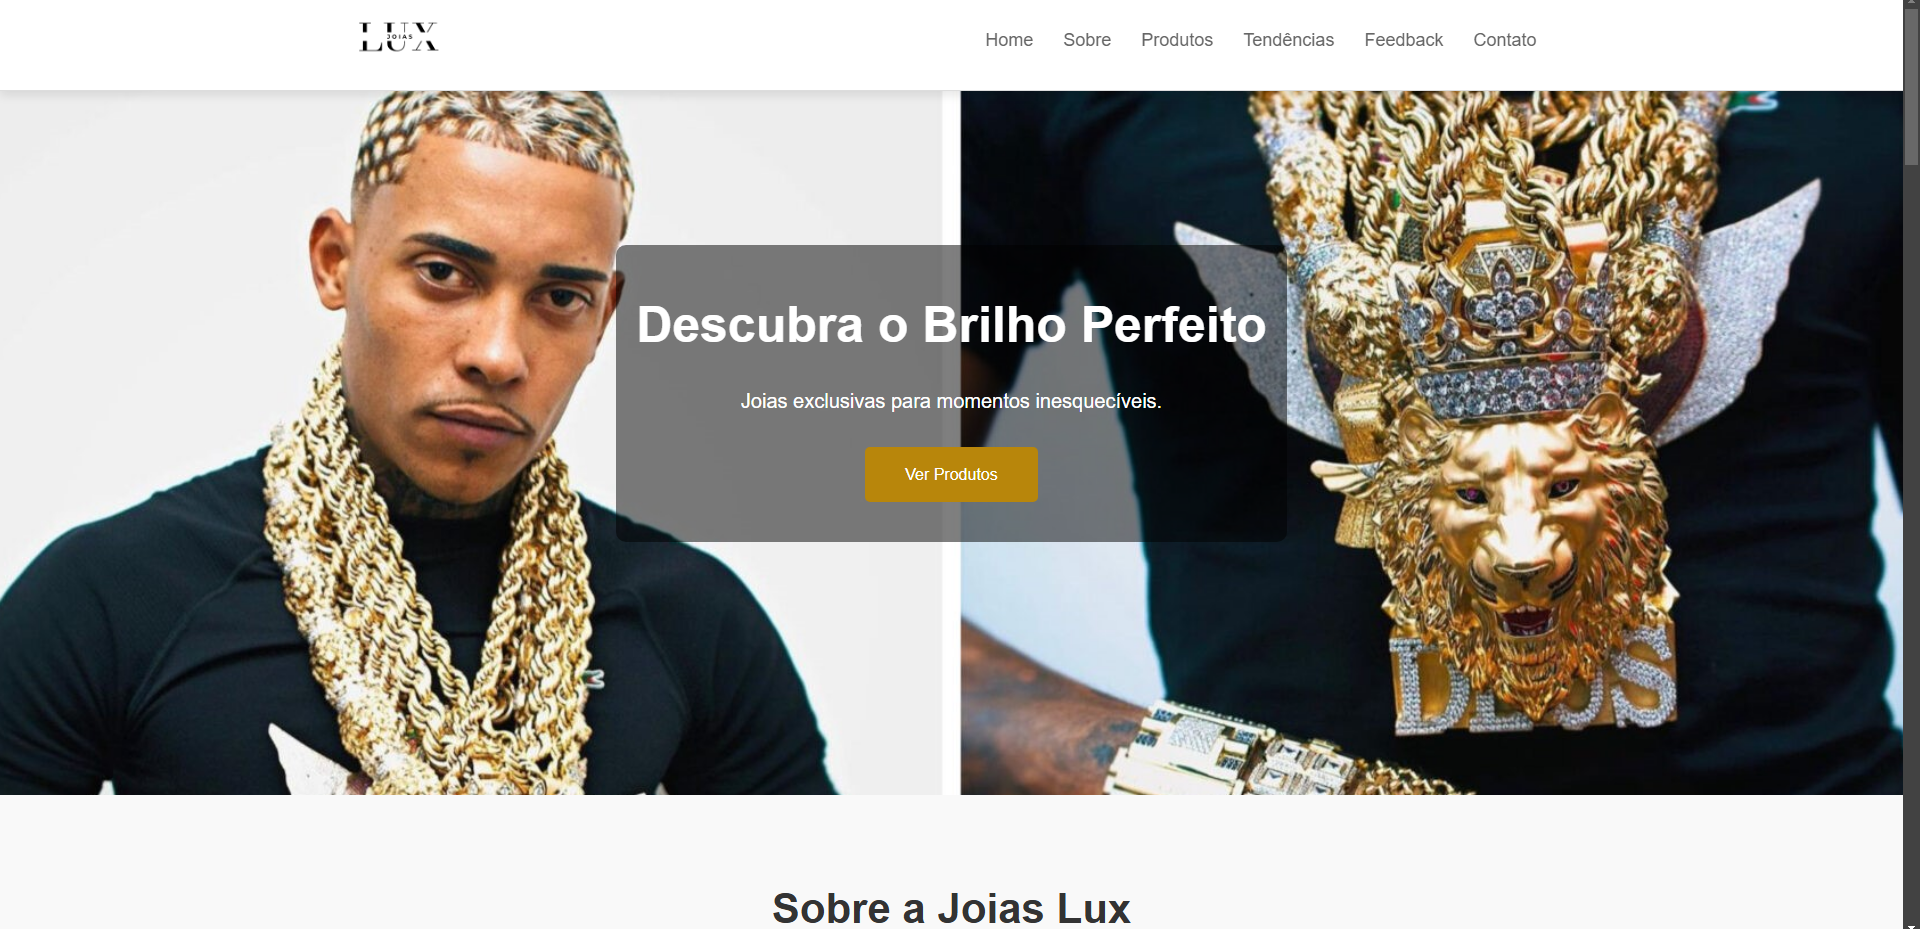 LUX
JOIAS
Home
Sobre
Produtos
Tendências
Feedback
Contato
Descubra o Brilho Perfeito
Joias exclusivas para momentos inesquecíveis.
Ver Produtos
DEUS
Sobre a Joias Lux